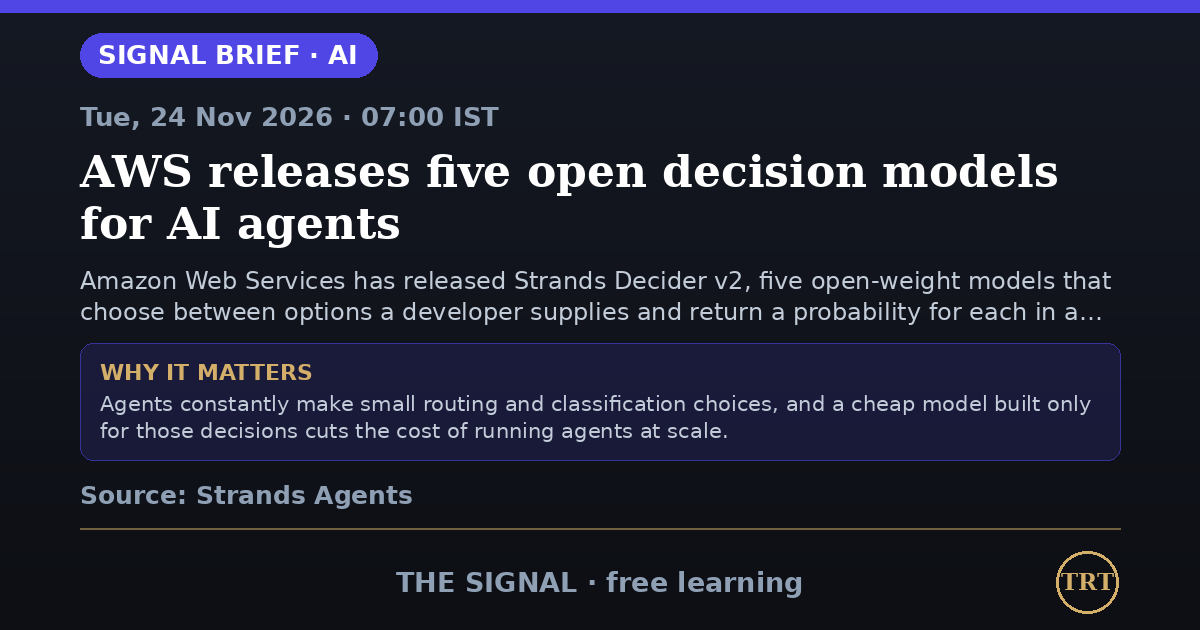 SIGNAL BRIEF · AI
Tue, 24 Nov 2026 · 07:00 IST
AWS releases five open decision models
for AI agents
Amazon Web Services has released Strands Decider v2, five open-weight models that
choose between options a developer supplies and return a probability for each in a…
WHY IT MATTERS
Agents constantly make small routing and classification choices, and a cheap model built only
for those decisions cuts the cost of running agents at scale.
Source: Strands Agents
THE SIGNAL · free learning
TRT